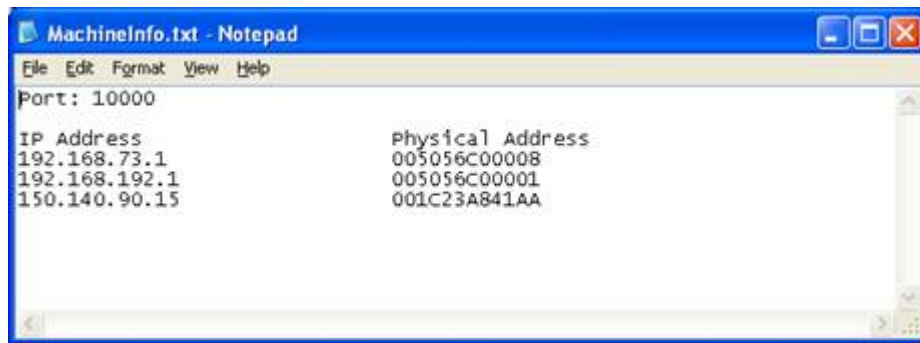 MachineInfo.txt - Notepad
File Edit Format View Help
Port: 10000
IP Address Physical Address
192.168.73.1 005056C00008
192.168.192.1 005056C00001
150.140.90.15 001C23A841AA